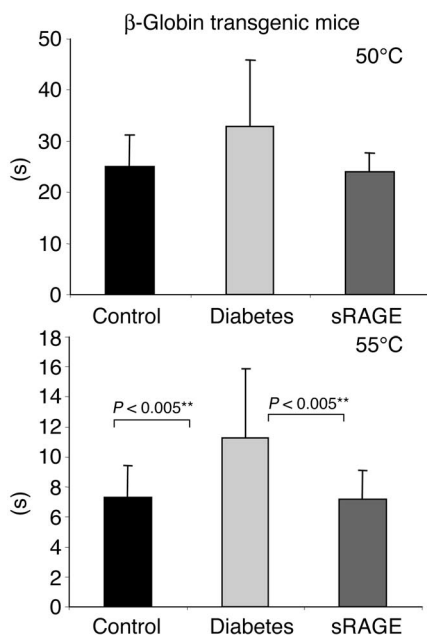 β-Globin transgenic mice
50°C
50
40
30
20
10
0
(s)
Control Diabetes sRAGE
55°C
18
16
14
12
10
8
6
4
2
0
(s)
P < 0.005**
P < 0.005**
Control Diabetes sRAGE